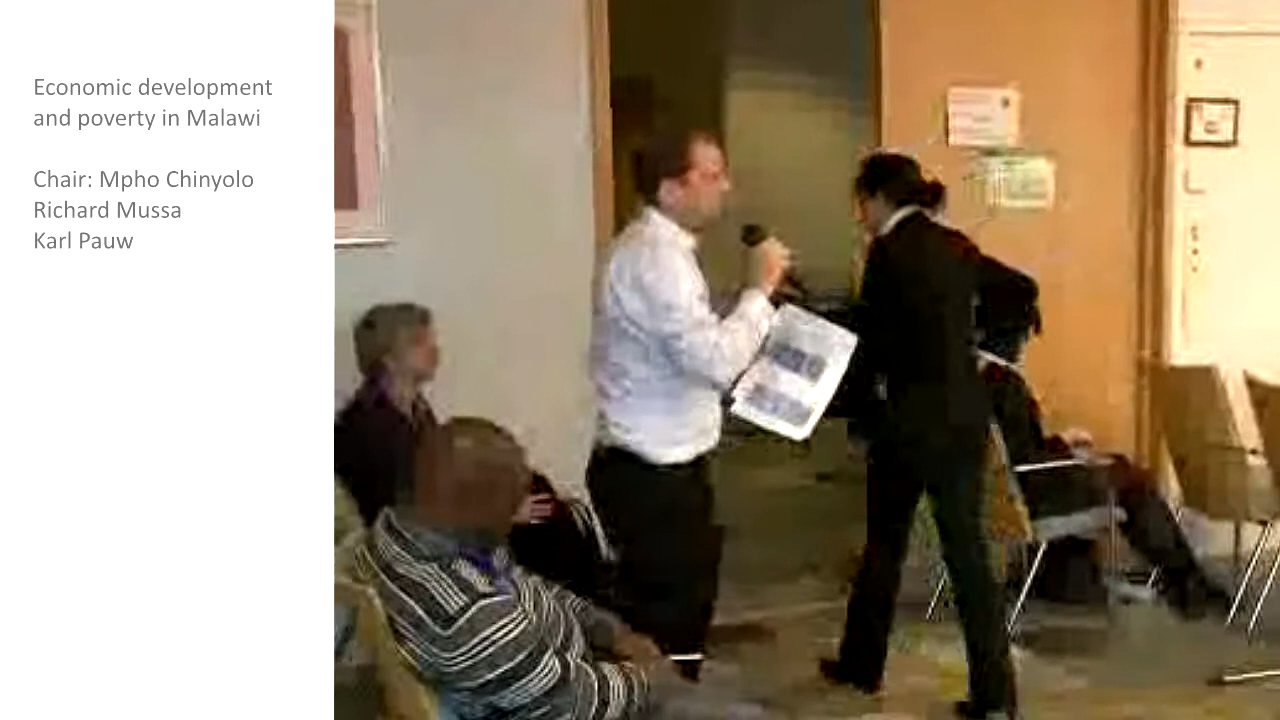 Economic development
and poverty in Malawi
Chair: Mpho Chinyolo
Richard Mussa
Karl Pauw